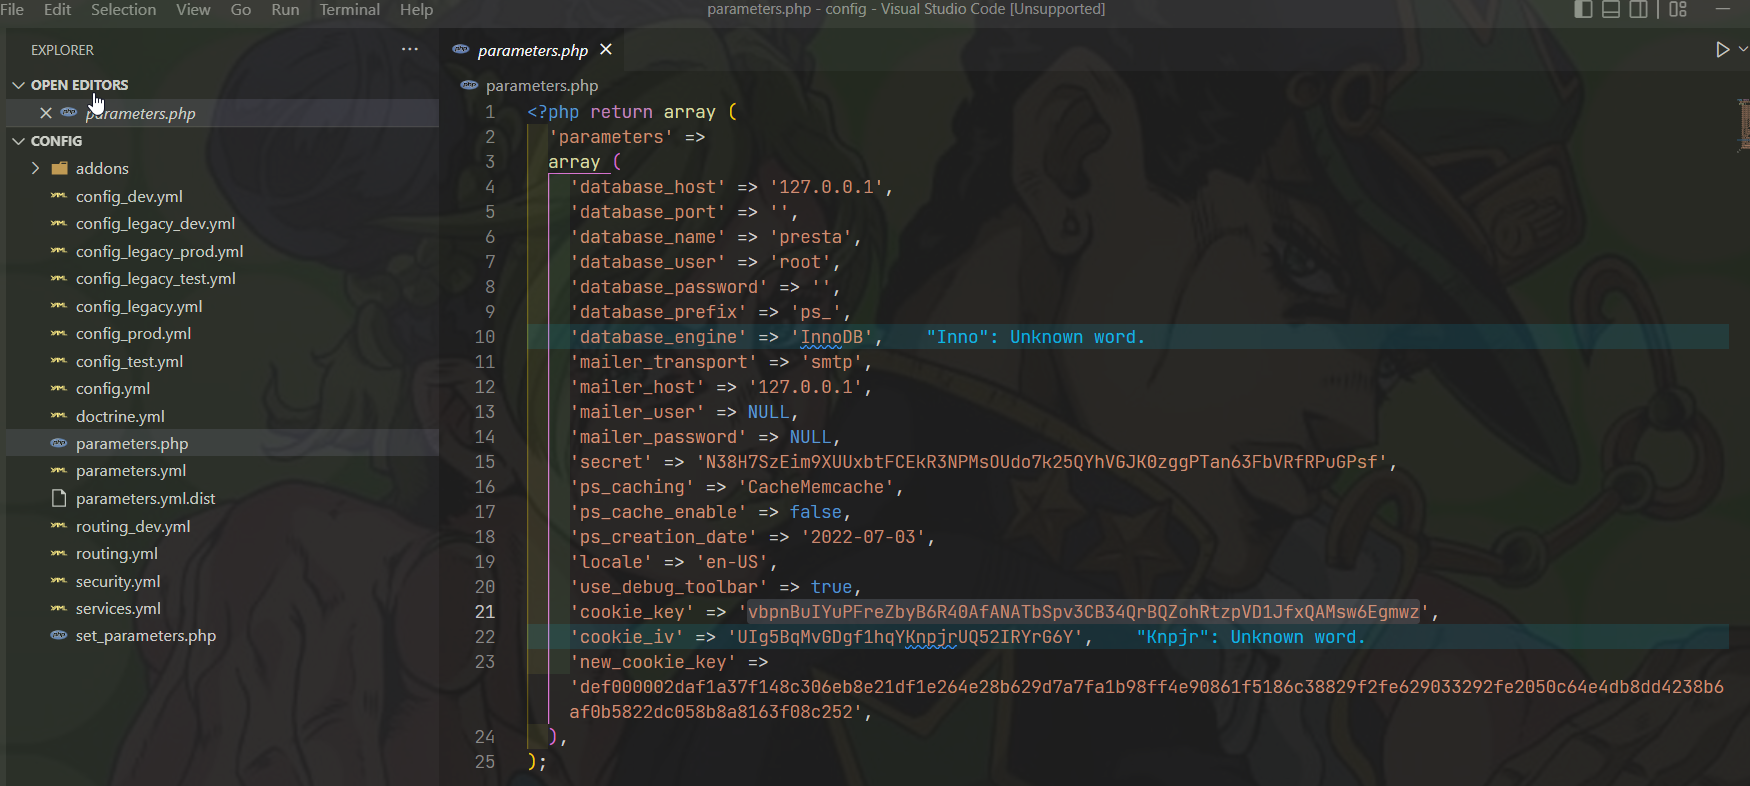 File Edit Selection View Go Run Terminal Help
parameters.php - config - Visual Studio Code [Unsupported]
EXPLORER
OPEN EDITORS
parameters.php
CONFIG
addons
config_dev.yml
config_legacy_dev.yml
config_legacy_prod.yml
config_legacy_test.yml
config_legacy.yml
config_prod.yml
config_test.yml
config.yml
doctrine.yml
parameters.php
parameters.yml
parameters.yml.dist
routing_dev.yml
routing.yml
security.yml
services.yml
set_parameters.php
parameters.php
parameters.php
1 <?php return array (
2 'parameters' =>
3 array (
4 'database_host' => '127.0.0.1',
5 'database_port' => '',
6 'database_name' => 'presta',
7 'database_user' => 'root',
8 'database_password' => '',
9 'database_prefix' => 'ps_',
10 'database_engine' => 'InnoDB', "Inno": Unknown word.
11 'mailer_transport' => 'smtp',
12 'mailer_host' => '127.0.0.1',
13 'mailer_user' => NULL,
14 'mailer_password' => NULL,
15 'secret' => 'N38H7SzEim9XUUxbtFCEkR3NPMsOUdo7k25QYhVGJK0zggPTan63FbVRfRPuGPsf',
16 'ps_caching' => 'CacheMemcache',
17 'ps_cache_enable' => false,
18 'ps_creation_date' => '2022-07-03',
19 'locale' => 'en-US',
20 'use_debug_toolbar' => true,
21 'cookie_key' => 'vbpnBuIYuPFreZbyB6R40AfANATbSpv3CB34QrBQZohRtzpVD1JfxQAMsw6Egmwz',
22 'cookie_iv' => 'UIg5BqMvGDgf1hqYKnpjrUQ52IRYrG6Y', "Knpjr": Unknown word.
23 'new_cookie_key' =>
'def000002daf1a37f148c306eb8e21df1e264e28b629d7a7fa1b98ff4e90861f5186c38829f2fe629033292fe2050c64e4db8dd4238b6
af0b5822dc058b8a8163f08c252',
24 ),
25 );